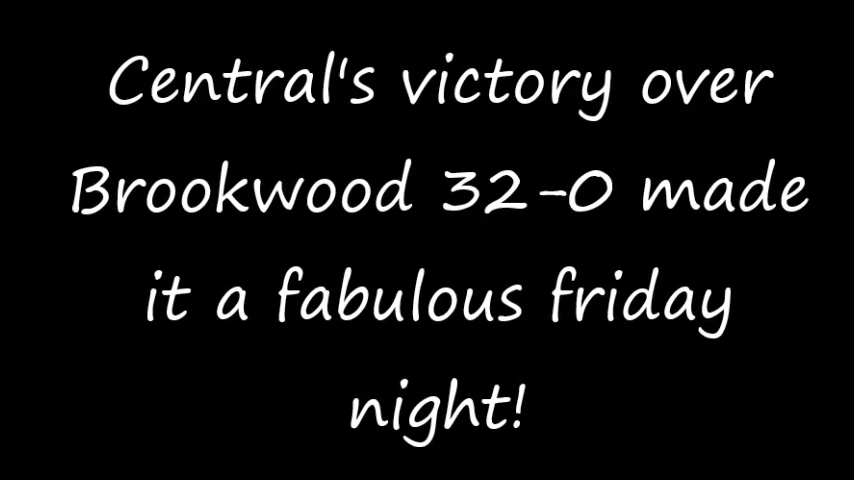 Central's victory over
Brookwood 32-0 made
it a fabulous friday
night!